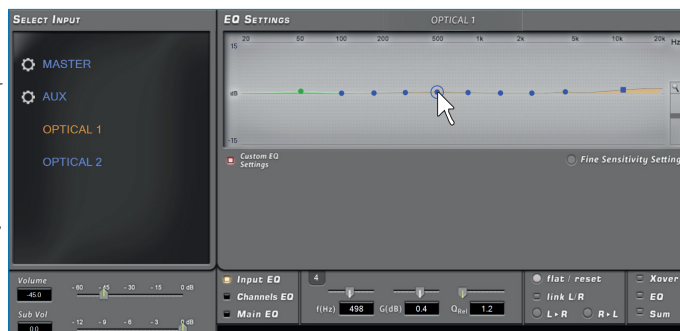 SELECT INPUT
MASTER
AUX
OPTICAL 1
OPTICAL 2
EQ SETTINGS OPTICAL 1
20 50 100 200 500 1k 2k 5k 10k 20k Hz
15
dB
-15
Custom EQ
Settings
Fine Sensitivity Setting
Volume
-45.0
-60 -45 -30 -15 0 dB
Sub Vol
0.0
-12 -9 -6 -3 0 dB
Input EQ
Channels EQ
Main EQ
4
f(Hz) 498 G(dB) 0.4 QRel 1.2
flat / reset
link L/R
L▸R R▸L
Xover
EQ
Sum